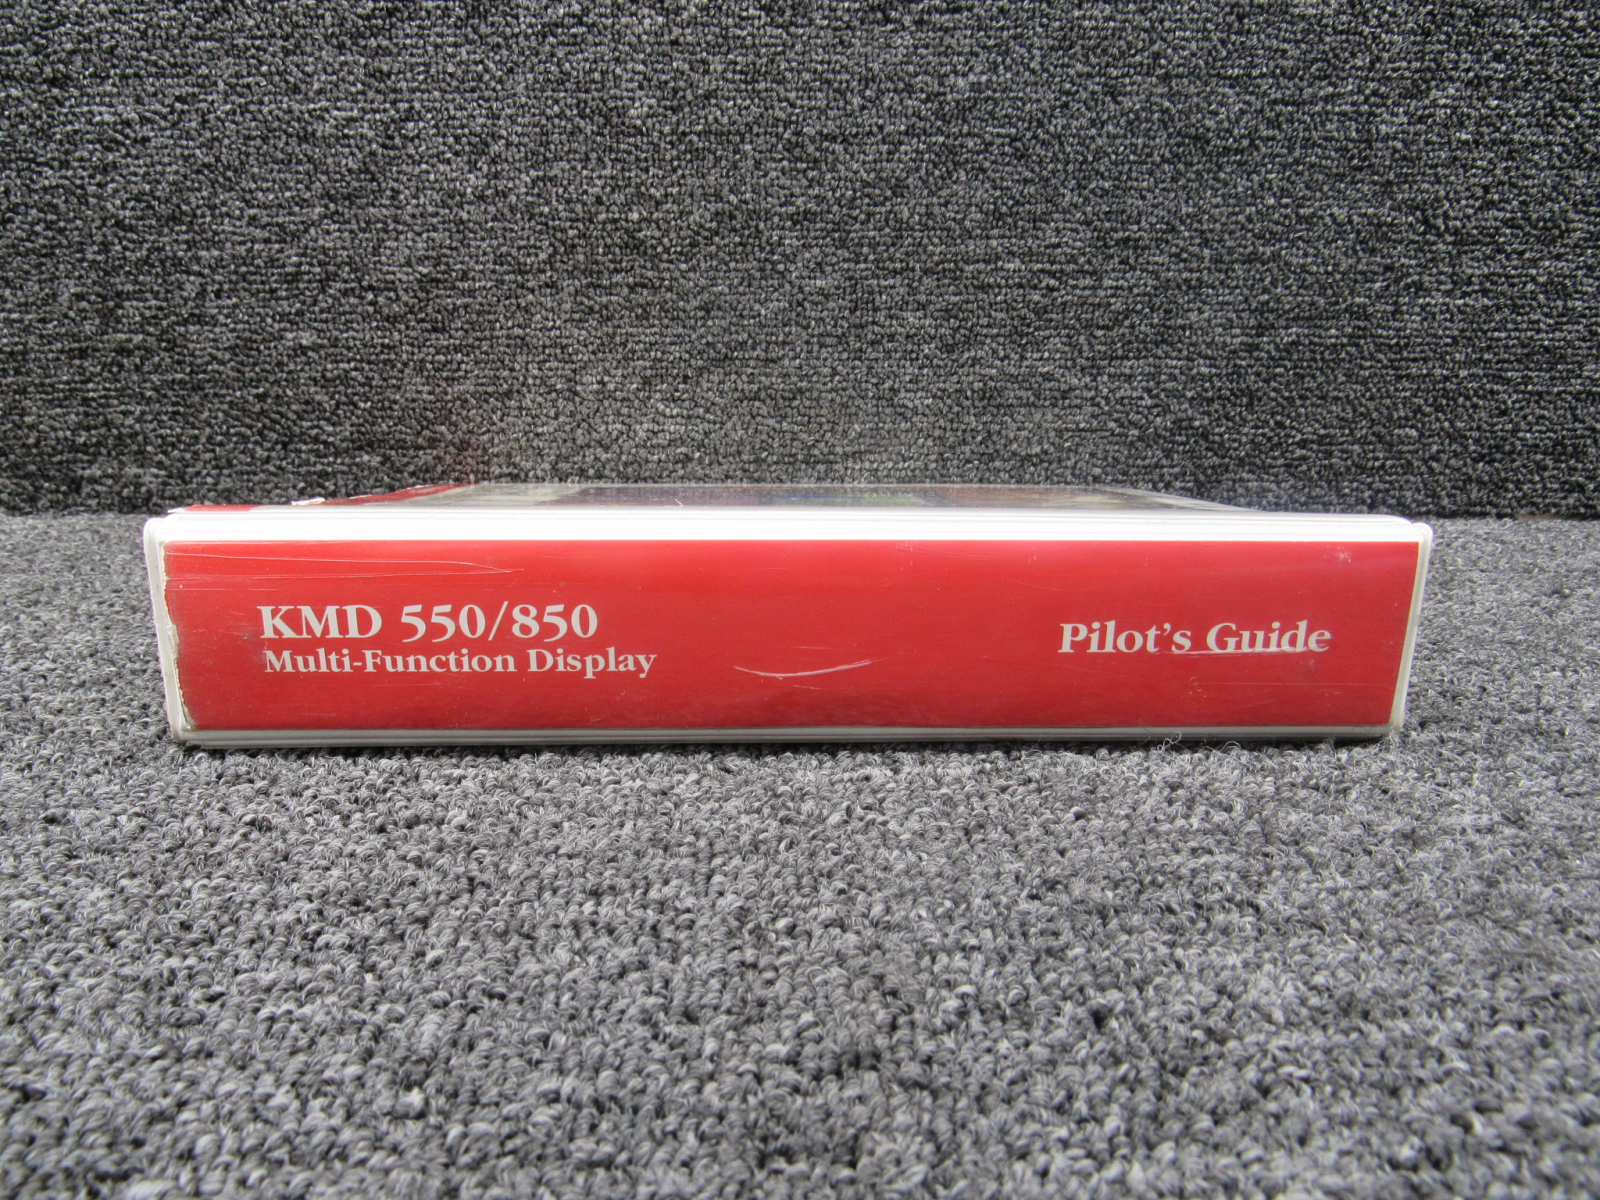 KMD 550/850
Multi-Function Display
Pilot's Guide